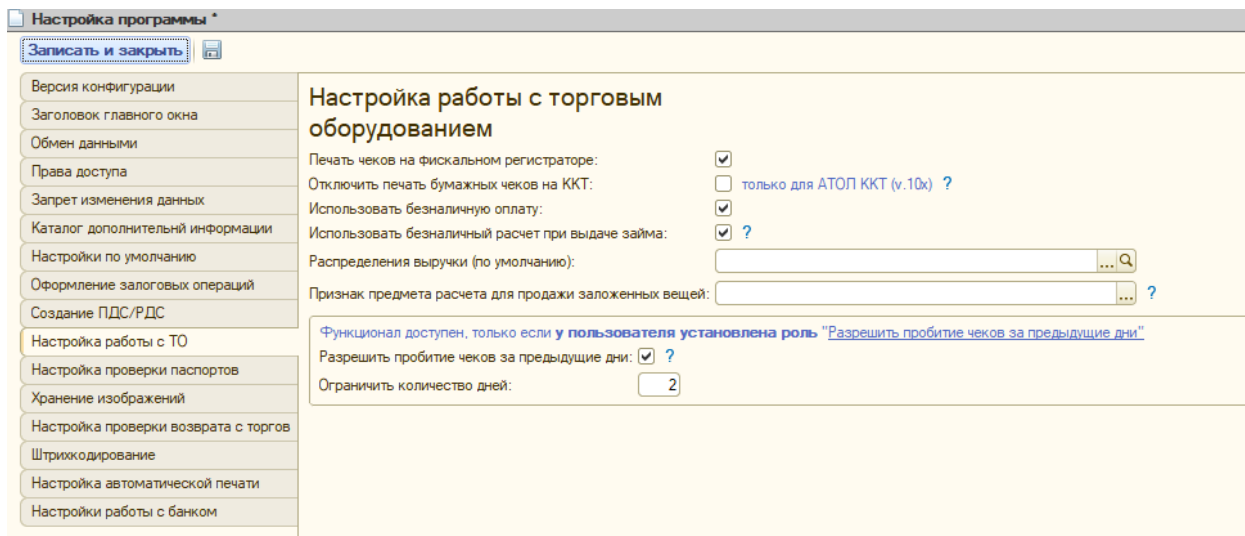 Настройка программы *
Записать и закрыть
Версия конфигурации
Заголовок главного окна
Обмен данными
Права доступа
Запрет изменения данных
Каталог дополнительнй информации
Настройки по умолчанию
Оформление залоговых операций
Создание ПДС/РДС
Настройка работы с ТО
Настройка проверки паспортов
Хранение изображений
Настройка проверки возврата с торгов
Штрихкодирование
Настройка автоматической печати
Настройки работы с банком
Настройка работы с торговым
оборудованием
Печать чеков на фискальном регистраторе:
Отключить печать бумажных чеков на ККТ: только для АТОЛ ККТ (v.10x) ?
Использовать безналичную оплату:
Использовать безналичный расчет при выдаче займа: ?
Распределения выручки (по умолчанию): ...
Признак предмета расчета для продажи заложенных вещей: ... ?
Функционал доступен, только если у пользователя установлена роль "Разрешить пробитие чеков за предыдущие дни"
Разрешить пробитие чеков за предыдущие дни: ?
Ограничить количество дней: 2